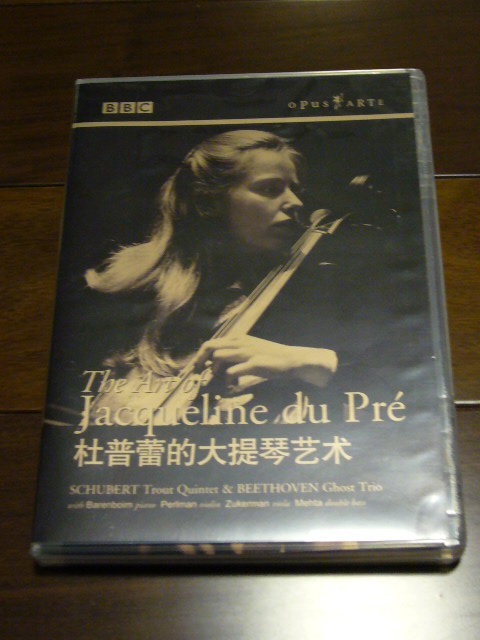 BBC
OPUS ARTE
The Art of
Jacqueline du Pré
杜普蕾的大提琴艺术
SCHUBERT Trout Quintet & BEETHOVEN Ghost Trio
with Barenboim piano Perlman violin Zukerman viola Mehta double bass